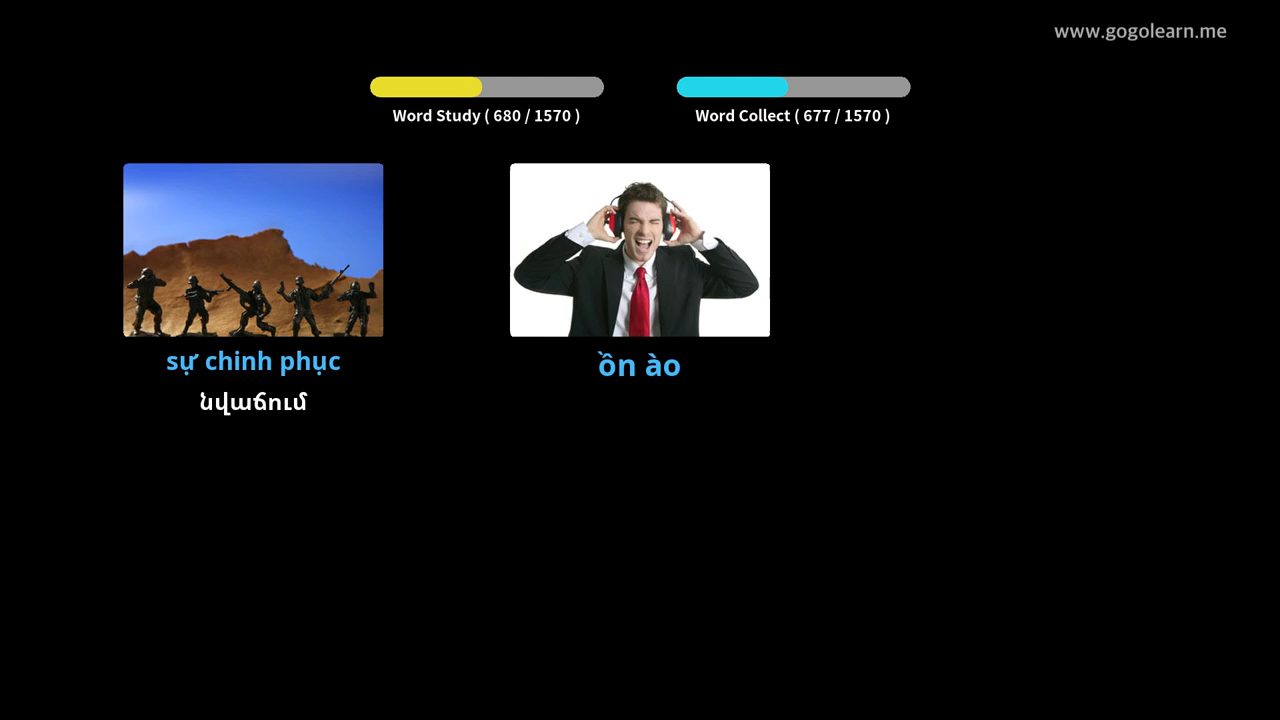 www.gogolearn.me
Word Study ( 680 / 1570 )
Word Collect ( 677 / 1570 )
sự chinh phục
նվաճում
ồn ào